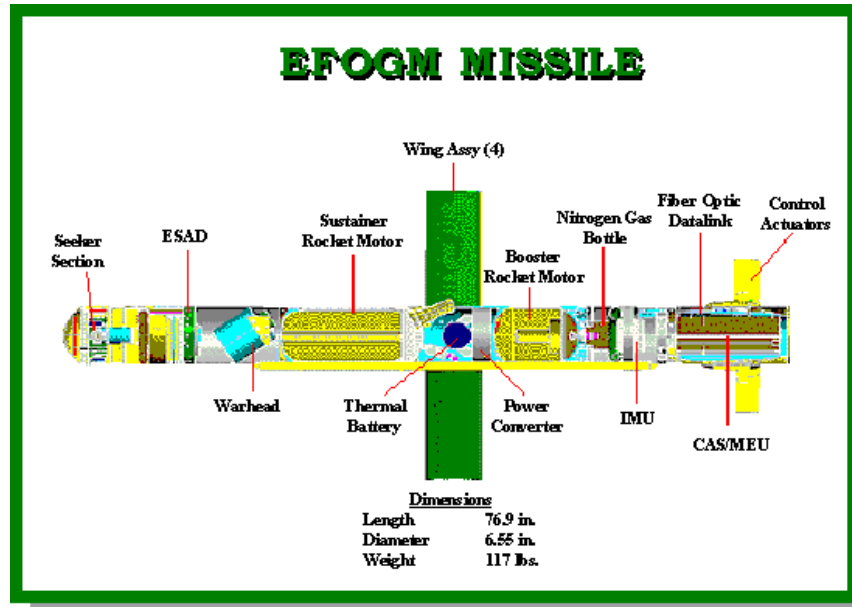 EFOGM MISSILE
Wing Assy (4)
Seeker
Section
ESAD
Sustainer
Rocket Motor
Booster
Rocket Motor
Nitrogen Gas
Bottle
Fiber Optic
Datalink
Control
Actuators
Warhead
Thermal
Battery
Power
Converter
IMU
CAS/MEU
Dimensions
Length 76.9 in.
Diameter 6.55 in.
Weight 117 lbs.